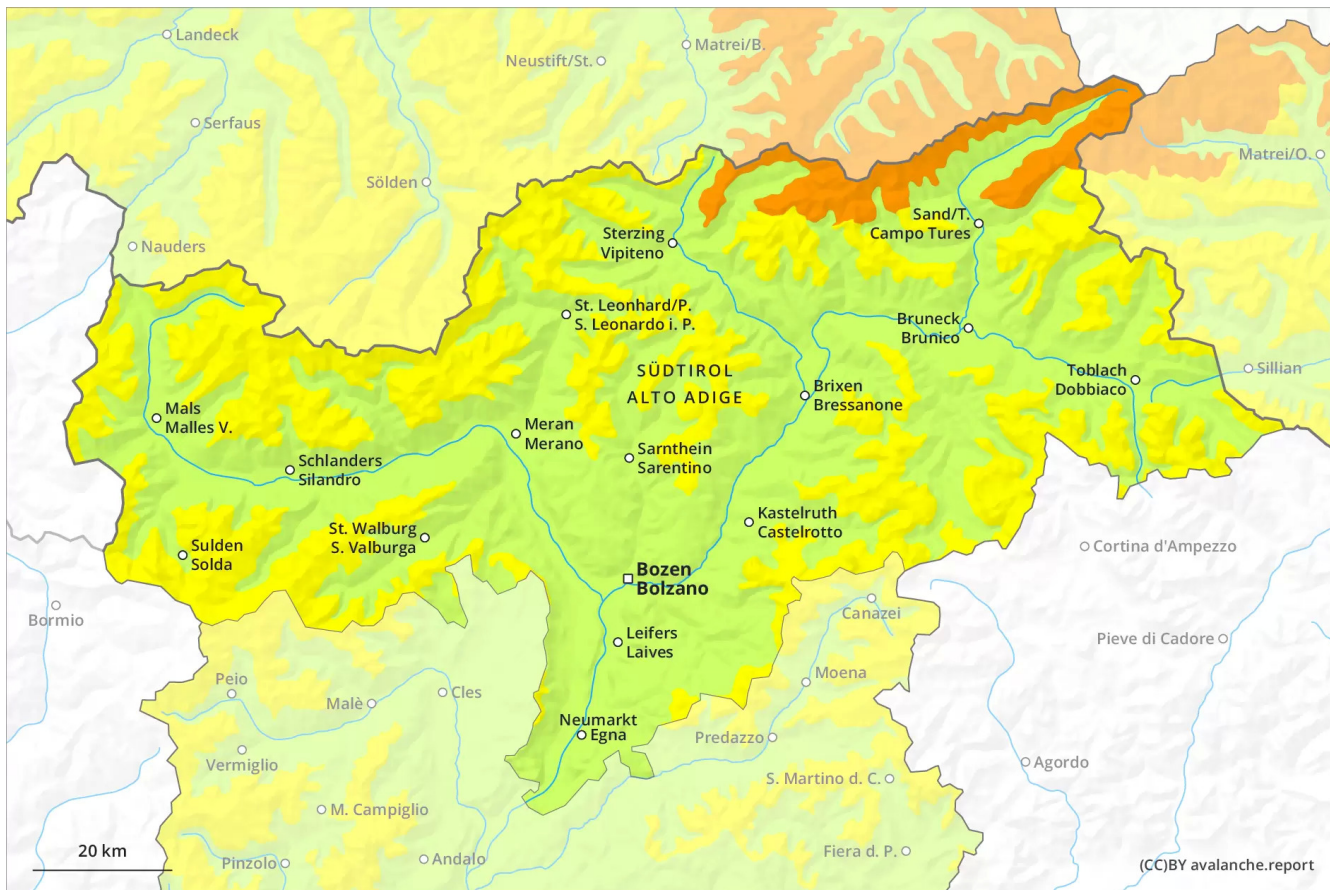 Landeck
Matrei/B.
Neustift/St.
Serfaus
Matrei/O.
Sölden
Sand/T.
Campo Tures
Nauders
Sterzing
Vipiteno
St. Leonhard/P.
S. Leonardo i. P.
Bruneck
Brunico
SÜDTIROL
ALTO ADIGE
Toblach
Dobbiaco
Sillian
Brixen
Bressanone
Mals
Malles V.
Meran
Merano
Schlanders
Silandro
Sarnthein
Sarentino
Kastelruth
Castelrotto
St. Walburg
S. Valburga
Sulden
Solda
Cortina d'Ampezzo
Bozen
Bolzano
Bormio
Canazei
Leifers
Laives
Pieve di Cadore
Peio
Moena
Malè
Cles
Neumarkt
Egna
Predazzo
Vermiglio
Agordo
S. Martino d. C.
M. Campiglio
20 km
Pinzolo
Andalo
Fiera d. P.
(CC)BY avalanche.report